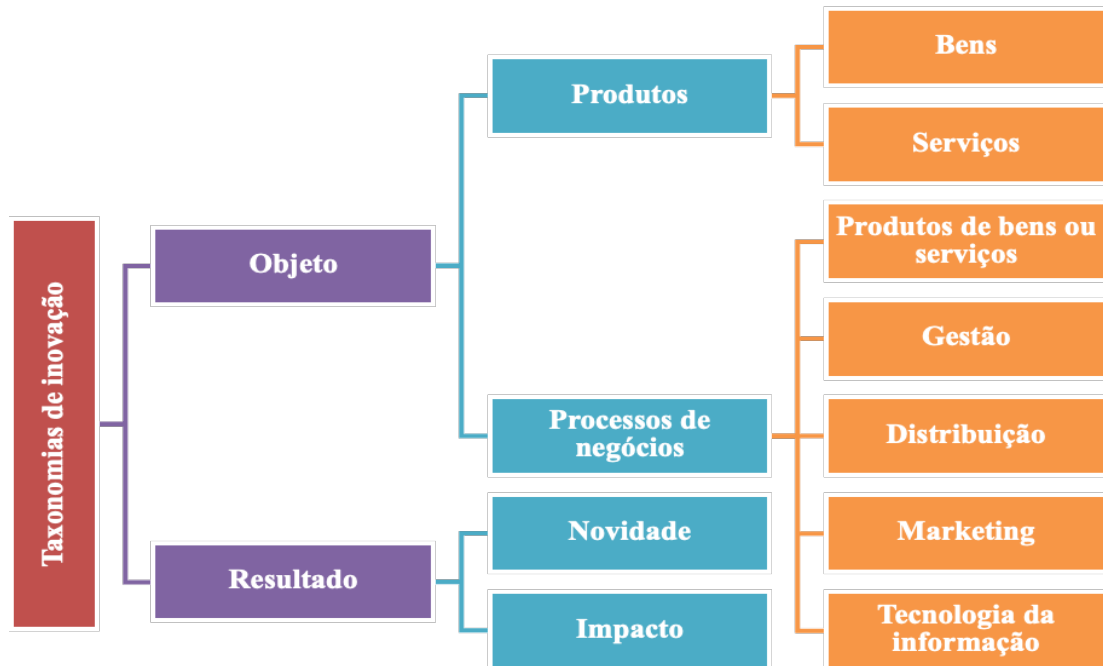 Taxonomias de inovação
Objeto
Resultado
Produtos
Processos de
negócios
Novidade
Impacto
Bens
Serviços
Produtos de bens ou
serviços
Gestão
Distribuição
Marketing
Tecnologia da
informação